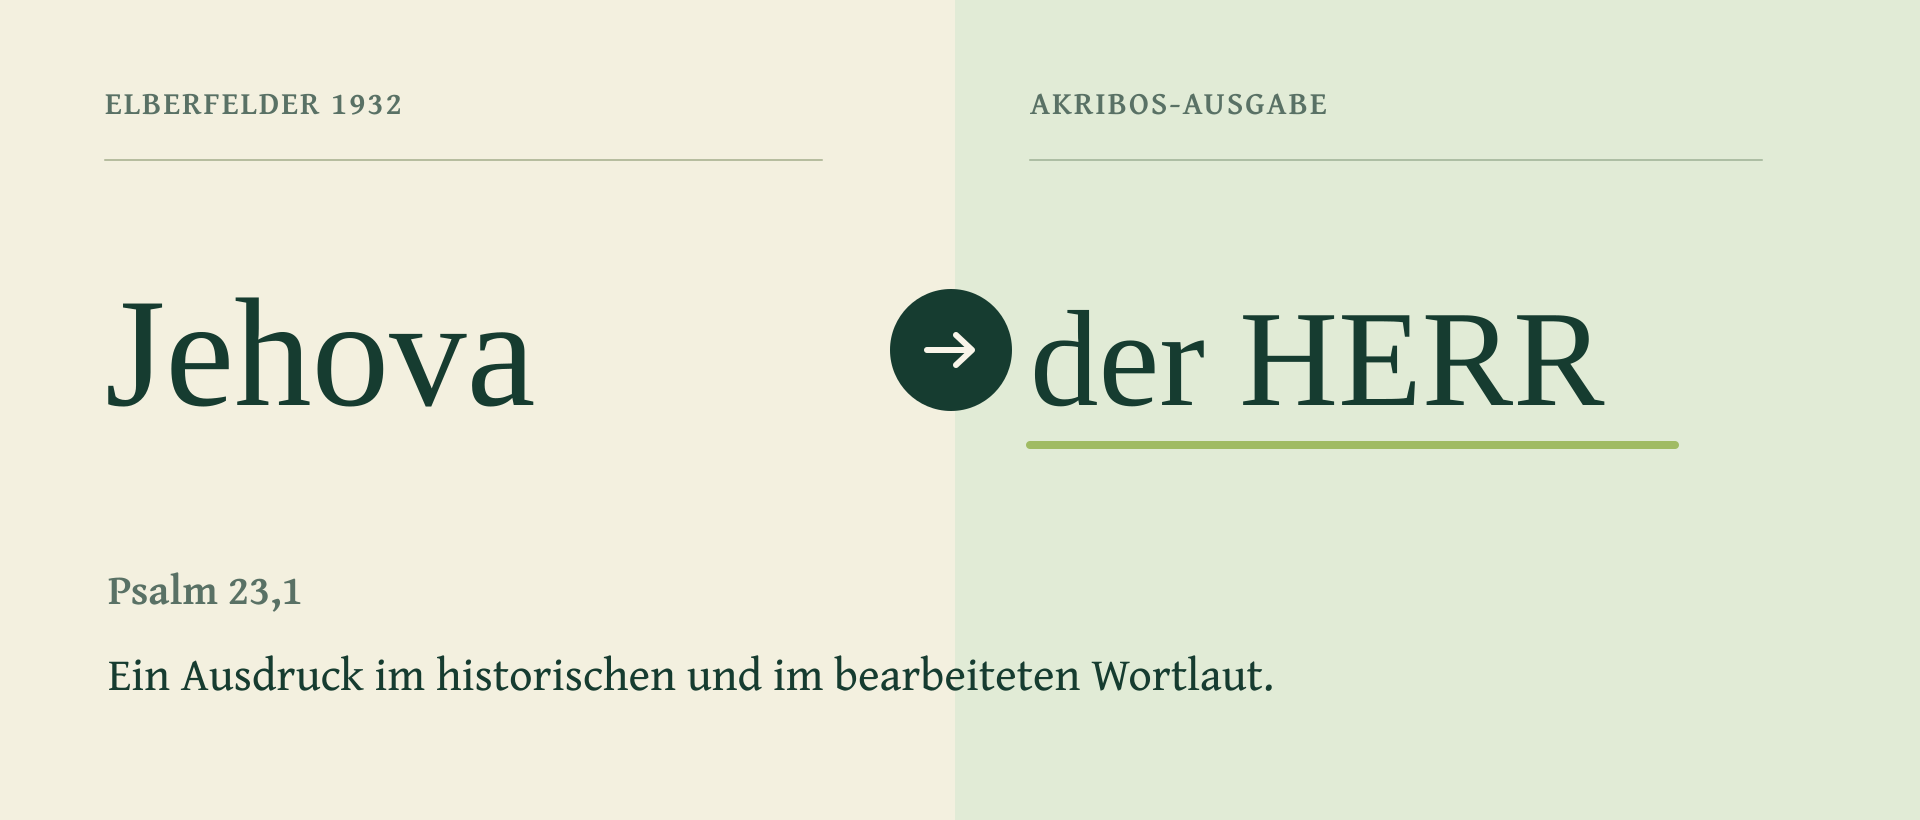 ELBERFELDER 1932
AKRIBOS-AUSGABE
Jehova
der HERR
Psalm 23,1
Ein Ausdruck im historischen und im bearbeiteten Wortlaut.